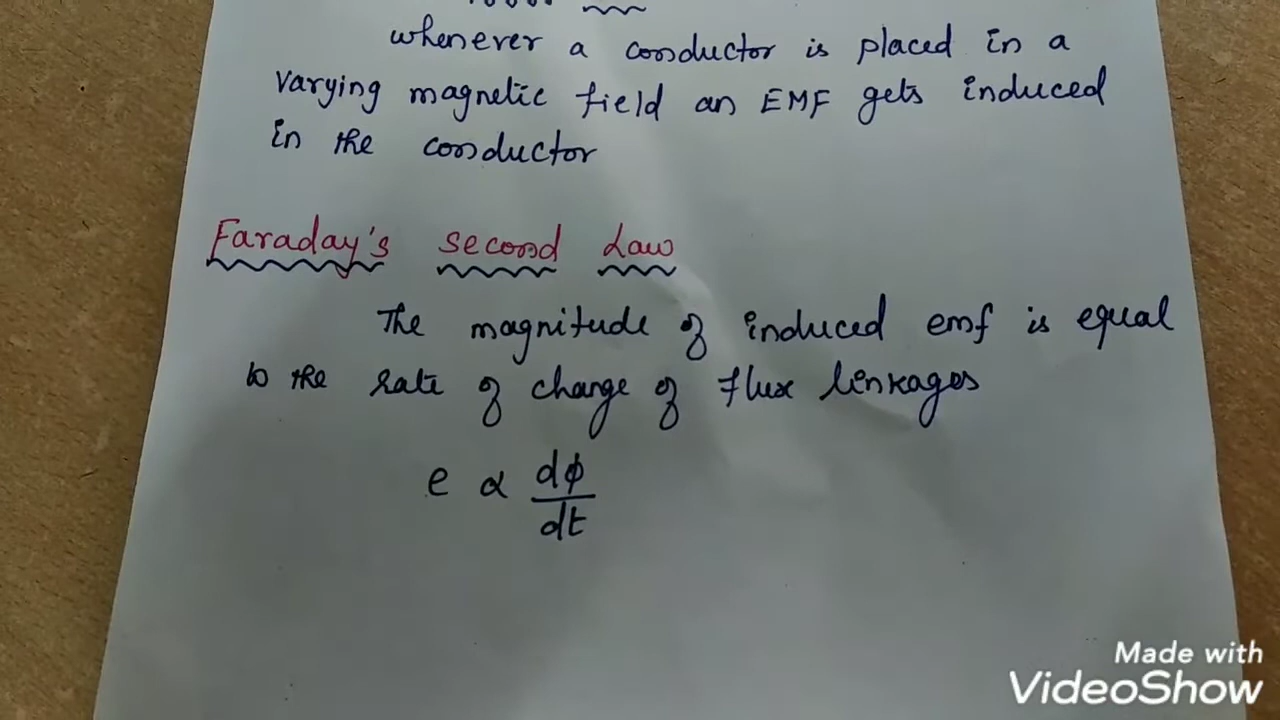 whenever a conductor is placed in a
varying magnetic field an EMF gets induced
in the conductor
Faraday's second Law
The magnitude of induced emf is equal
to the rate of change of flux linkages
e ∝ dϕ/dt
Made with
VideoShow